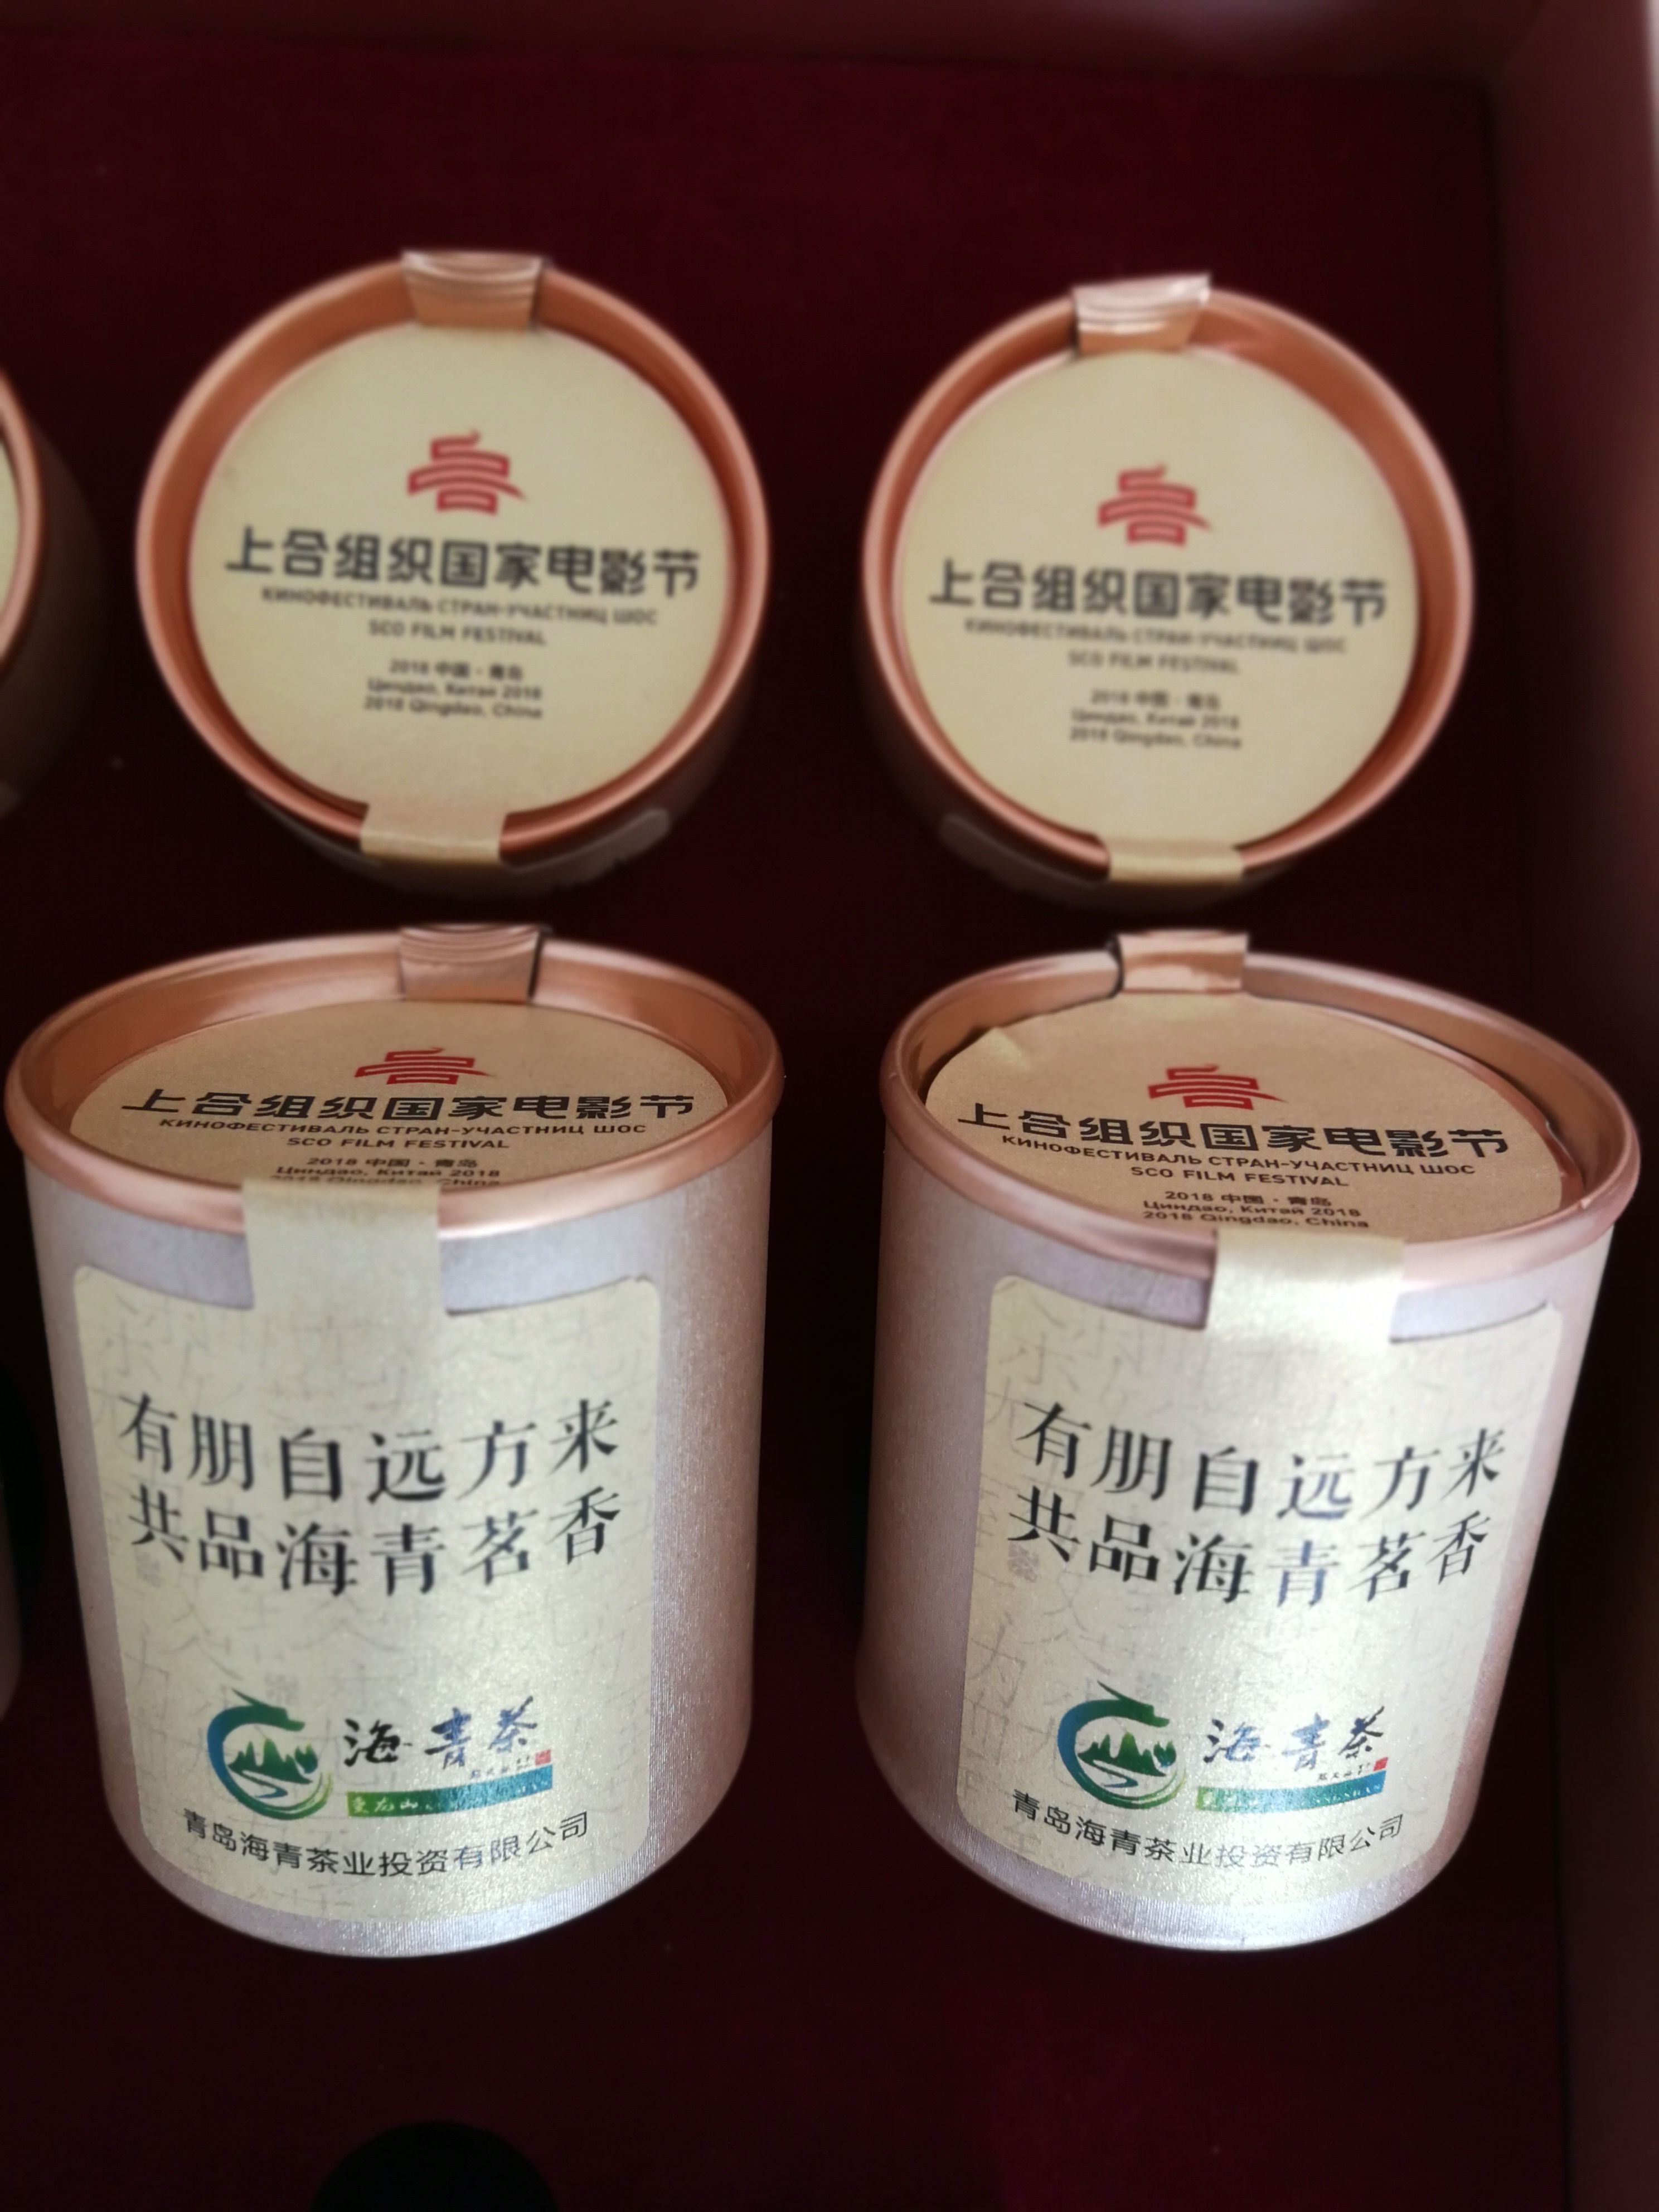 上合组织国家电影节
КИНОФЕСТИВАЛЬ СТРАН-УЧАСТНИЦ ШОС
SCO FILM FESTIVAL
2018 中国·青岛
Циндао, Китай 2018
2018 Qingdao, China
上合组织国家电影节
КИНОФЕСТИВАЛЬ СТРАН-УЧАСТНИЦ ШОС
SCO FILM FESTIVAL
2018 中国·青岛
Циндао, Китай 2018
2018 Qingdao, China
上合组织国家电影节
КИНОФЕСТИВАЛЬ СТРАН-УЧАСТНИЦ ШОС
SCO FILM FESTIVAL
2018 中国·青岛
Циндао, Китай 2018
2018 Qingdao, China
有朋自远方来
共品海青茗香
海青茶
青岛海青茶业投资有限公司
上合组织国家电影节
КИНОФЕСТИВАЛЬ СТРАН-УЧАСТНИЦ ШОС
SCO FILM FESTIVAL
2018 中国·青岛
Циндао, Китай 2018
2018 Qingdao, China
有朋自远方来
共品海青茗香
海青茶
青岛海青茶业投资有限公司